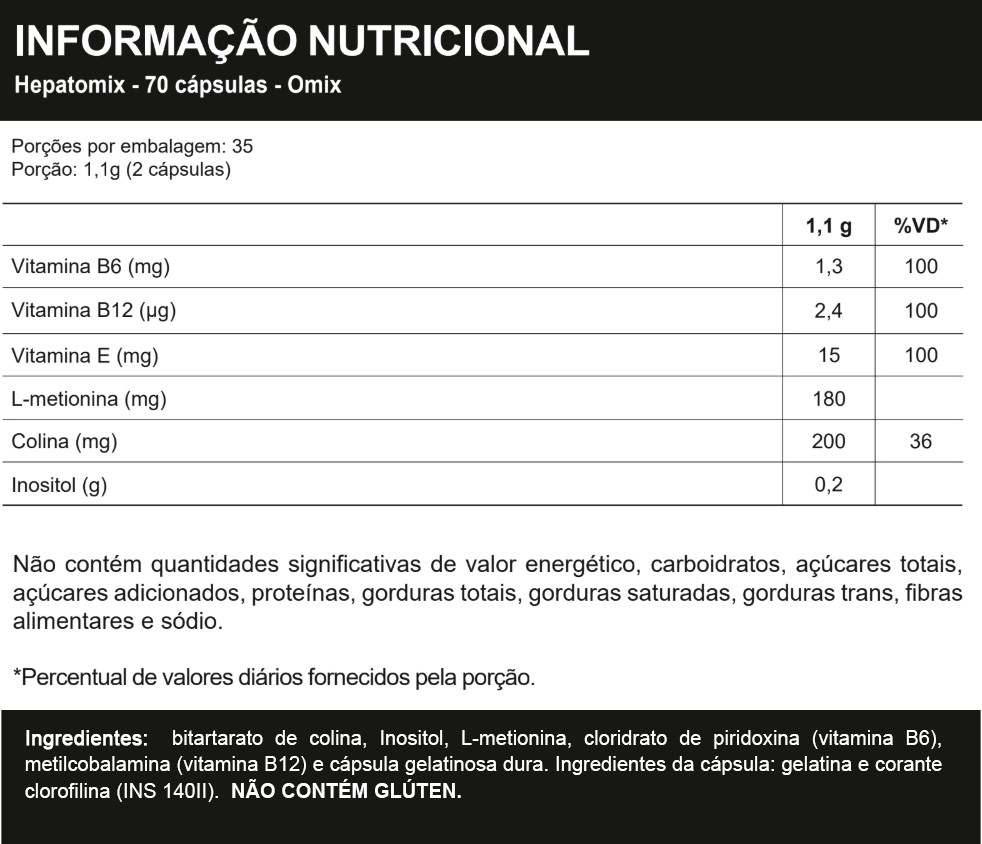 INFORMAÇÃO NUTRICIONAL
Hepatomix - 70 cápsulas - Omix
Porções por embalagem: 35
Porção: 1,1g (2 cápsulas)
1,1 g %VD*
Vitamina B6 (mg) 1,3 100
Vitamina B12 (µg) 2,4 100
Vitamina E (mg) 15 100
L-metionina (mg) 180
Colina (mg) 200 36
Inositol (g) 0,2
Não contém quantidades significativas de valor energético, carboidratos, açúcares totais,
açúcares adicionados, proteínas, gorduras totais, gorduras saturadas, gorduras trans, fibras
alimentares e sódio.
*Percentual de valores diários fornecidos pela porção.
Ingredientes: bitartarato de colina, Inositol, L-metionina, cloridrato de piridoxina (vitamina B6),
metilcobalamina (vitamina B12) e cápsula gelatinosa dura. Ingredientes da cápsula: gelatina e corante
clorofilina (INS 140II). NÃO CONTÉM GLÚTEN.